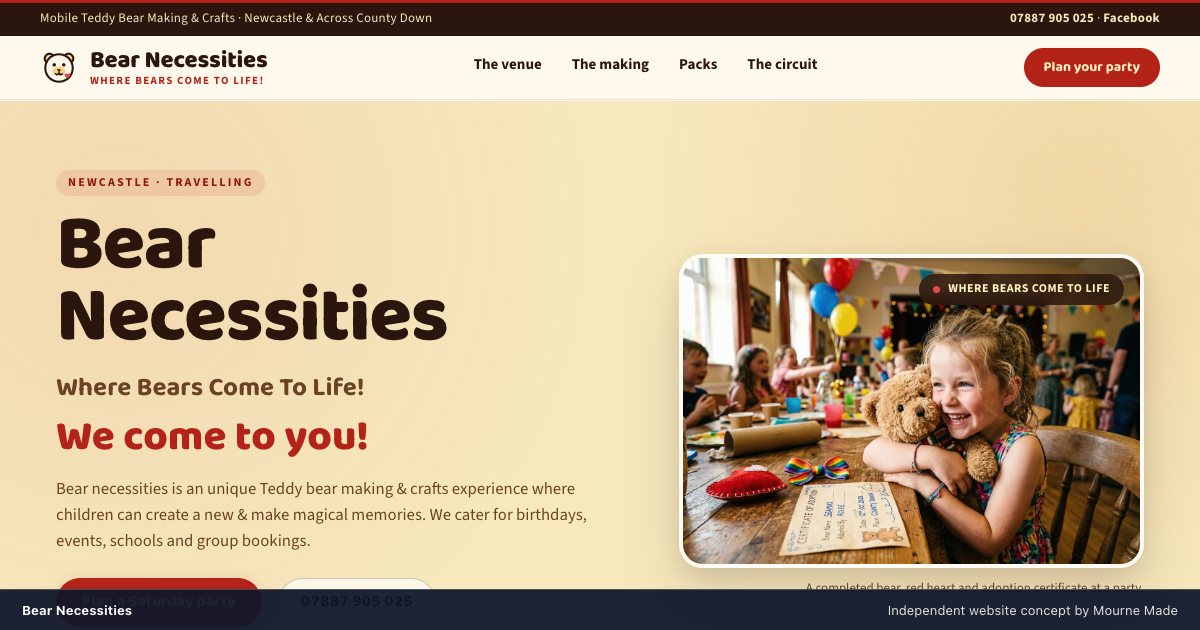 Mobile Teddy Bear Making & Crafts · Newcastle & Across County Down
07887 905 025 · Facebook
Bear Necessities
WHERE BEARS COME TO LIFE!
The venue
The making
Packs
The circuit
Plan your party
NEWCASTLE · TRAVELLING
Bear
Necessities
Where Bears Come To Life!
We come to you!
Bear necessities is an unique Teddy bear making & crafts experience where
children can create a new & make magical memories. We cater for birthdays,
events, schools and group bookings.
Plan a Saturday party
07887 905 025
WHERE BEARS COME TO LIFE
CERTIFICATE OF ADOPTION
A completed bear, red heart and adoption certificate at a party
Bear Necessities
Independent website concept by Mourne Made